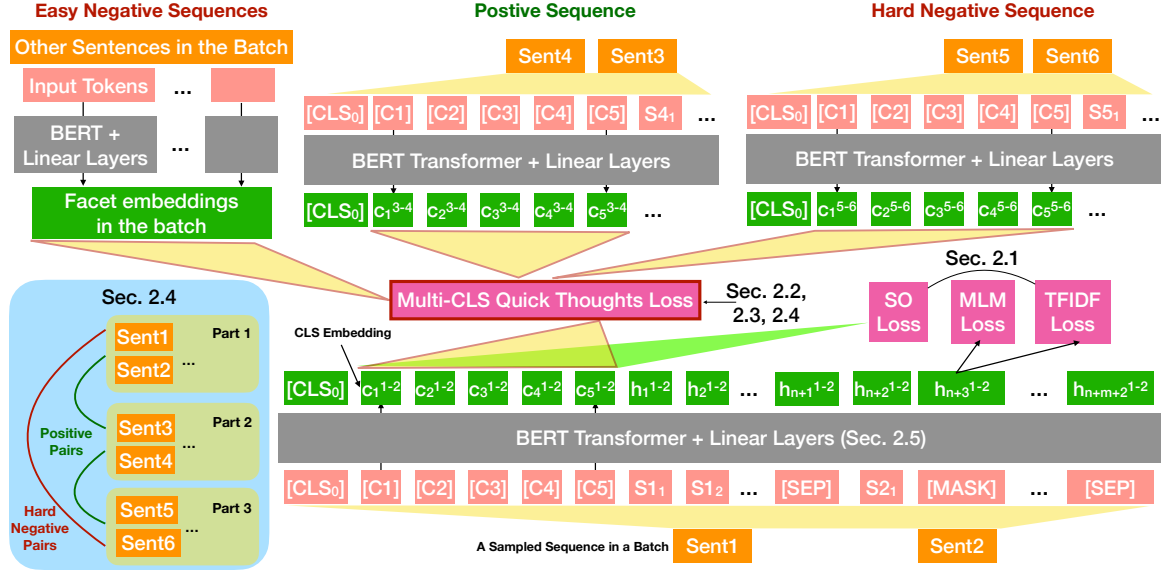 Easy Negative Sequences
Other Sentences in the Batch
Input Tokens ...
BERT +
Linear Layers ...
Facet embeddings
in the batch
Postive Sequence
Sent4 Sent3
[CLS₀] [C1] [C2] [C3] [C4] [C5] S4₁ ...
BERT Transformer + Linear Layers
[CLS₀] c₁³⁻⁴ c₂³⁻⁴ c₃³⁻⁴ c₄³⁻⁴ c₅³⁻⁴ ...
Hard Negative Sequence
Sent5 Sent6
[CLS₀] [C1] [C2] [C3] [C4] [C5] S5₁ ...
BERT Transformer + Linear Layers
[CLS₀] c₁⁵⁻⁶ c₂⁵⁻⁶ c₃⁵⁻⁶ c₄⁵⁻⁶ c₅⁵⁻⁶ ...
Multi-CLS Quick Thoughts Loss
Sec. 2.2,
2.3, 2.4
Sec. 2.1
SO
Loss
MLM
Loss
TFIDF
Loss
Sec. 2.4
Sent1 Part 1
Sent2 ...
Sent3 Part 2
Sent4 ...
Sent5 Part 3
Sent6 ...
Positive
Pairs
Hard
Negative
Pairs
CLS Embedding
[CLS₀] c₁¹⁻² c₂¹⁻² c₃¹⁻² c₄¹⁻² c₅¹⁻² h₁¹⁻² h₂¹⁻² ... hₙ₊₁¹⁻² hₙ₊₂¹⁻² hₙ₊₃¹⁻² ... hₙ₊ₘ₊₂¹⁻²
BERT Transformer + Linear Layers (Sec. 2.5)
[CLS₀] [C1] [C2] [C3] [C4] [C5] S1₁ S1₂ ... [SEP] S2₁ [MASK] ... [SEP]
A Sampled Sequence in a Batch Sent1 Sent2